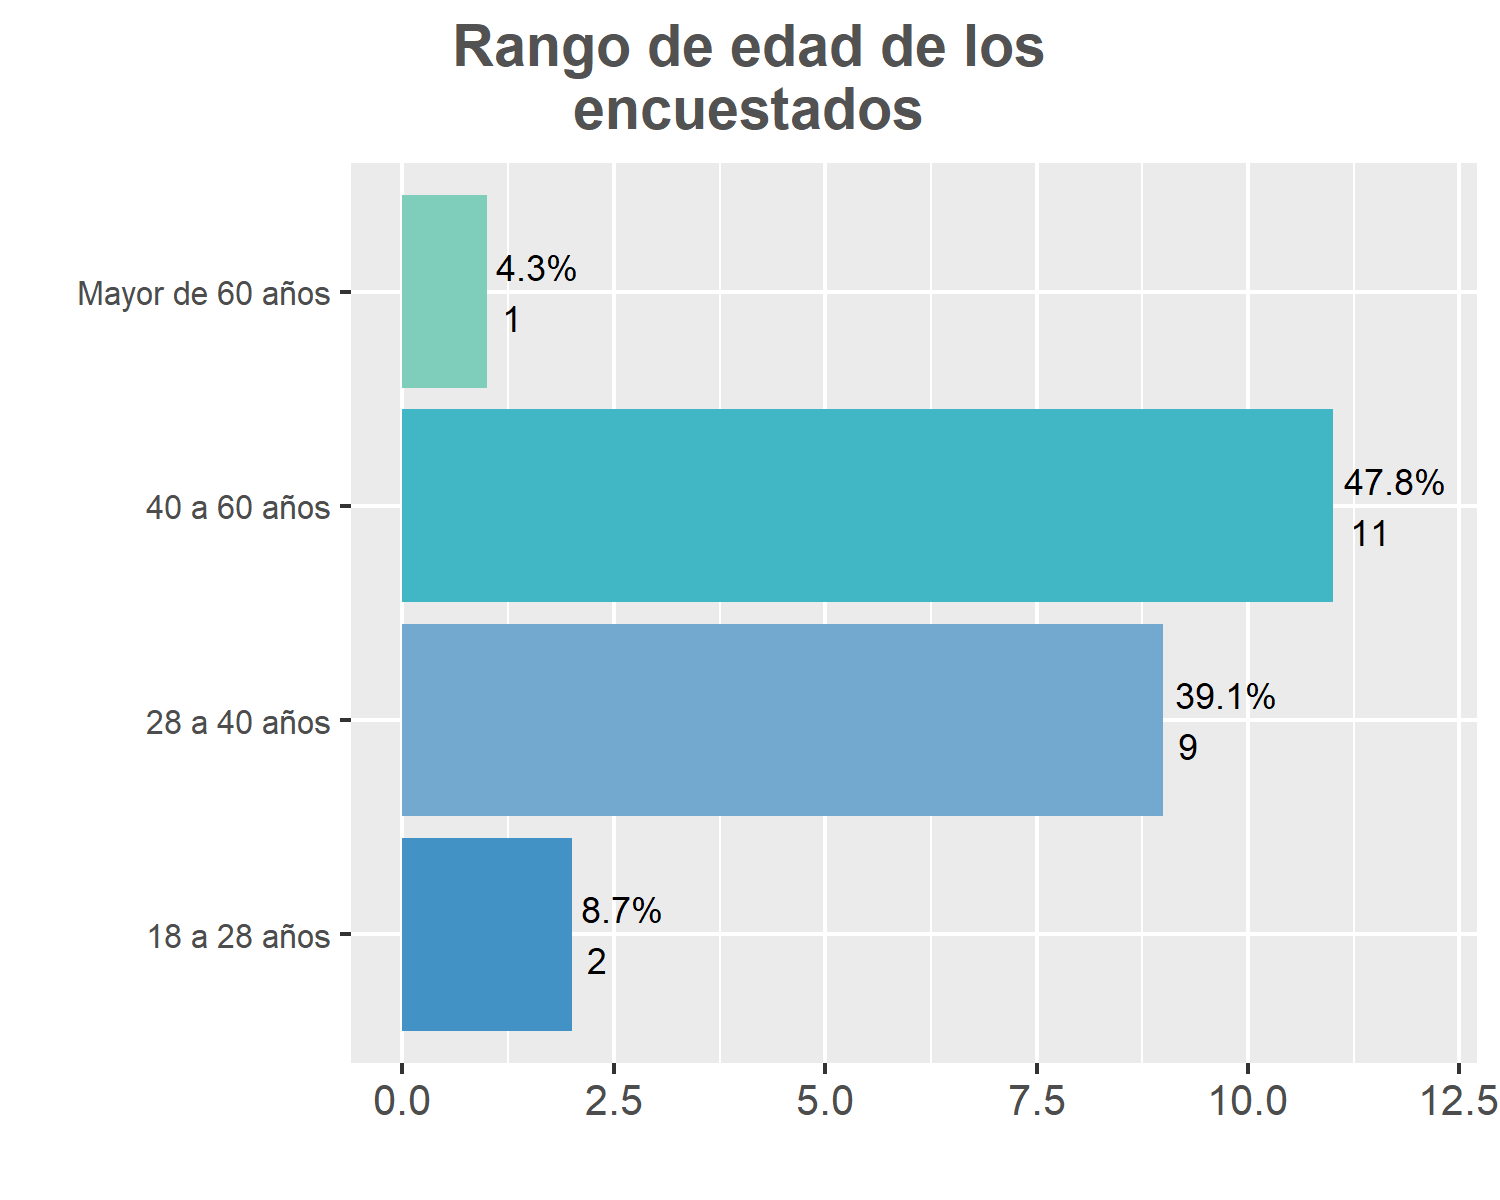 Rango de edad de los
encuestados
Mayor de 60 años
4.3%
1
40 a 60 años
47.8%
11
28 a 40 años
39.1%
9
18 a 28 años
8.7%
2
0.0 2.5 5.0 7.5 10.0 12.5